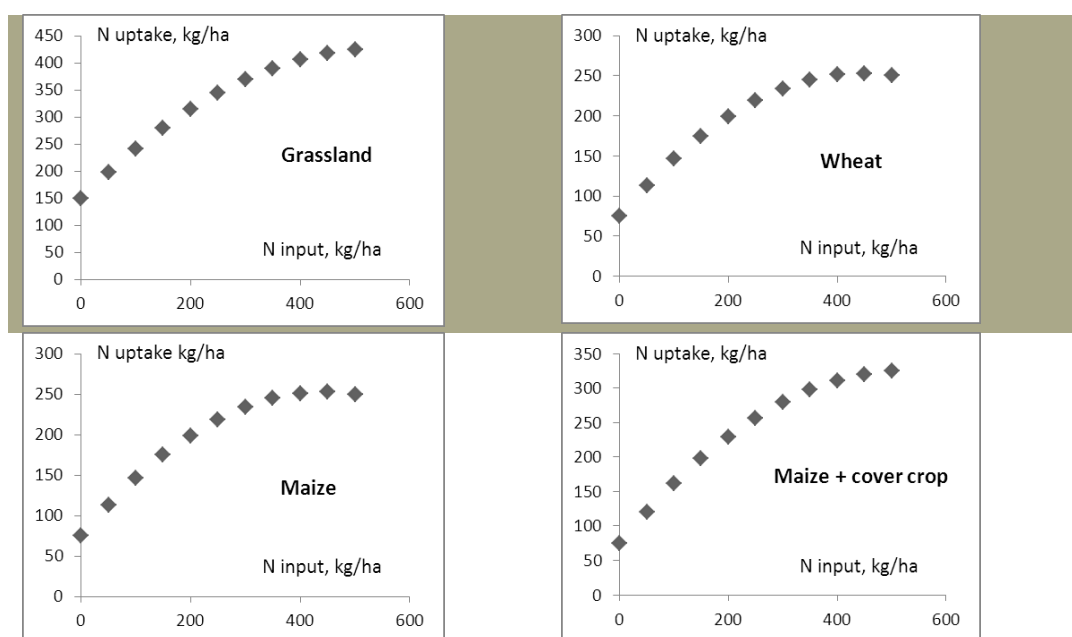 N uptake, kg/ha
450
400
350
300
250
200
150
100
50
0
Grassland
N input, kg/ha
0 200 400 600
N uptake, kg/ha
300
250
200
150
100
50
0
Wheat
N input, kg/ha
0 200 400 600
N uptake kg/ha
300
250
200
150
100
50
0
Maize
N input, kg/ha
0 200 400 600
N uptake, kg/ha
350
300
250
200
150
100
50
0
Maize + cover crop
N input, kg/ha
0 200 400 600